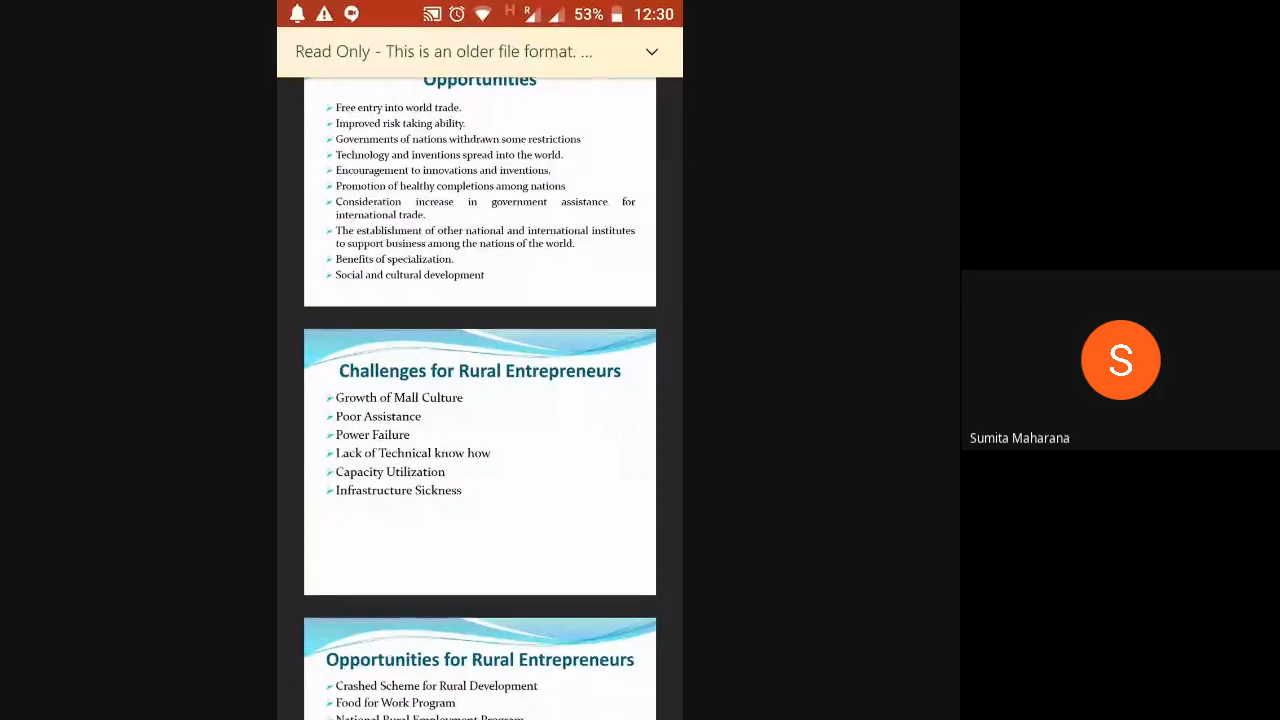 H R 53% 12:30
Read Only - This is an older file format. ...
Opportunities
Free entry into world trade.
Improved risk taking ability.
Governments of nations withdrawn some restrictions
Technology and inventions spread into the world.
Encouragement to innovations and inventions.
Promotion of healthy completions among nations
Consideration increase in government assistance for
international trade.
The establishment of other national and international institutes
to support business among the nations of the world.
Benefits of specialization.
Social and cultural development
Challenges for Rural Entrepreneurs
Growth of Mall Culture
Poor Assistance
Power Failure
Lack of Technical know how
Capacity Utilization
Infrastructure Sickness
S
Sumita Maharana
Opportunities for Rural Entrepreneurs
Crashed Scheme for Rural Development
Food for Work Program
National Rural Employment Program